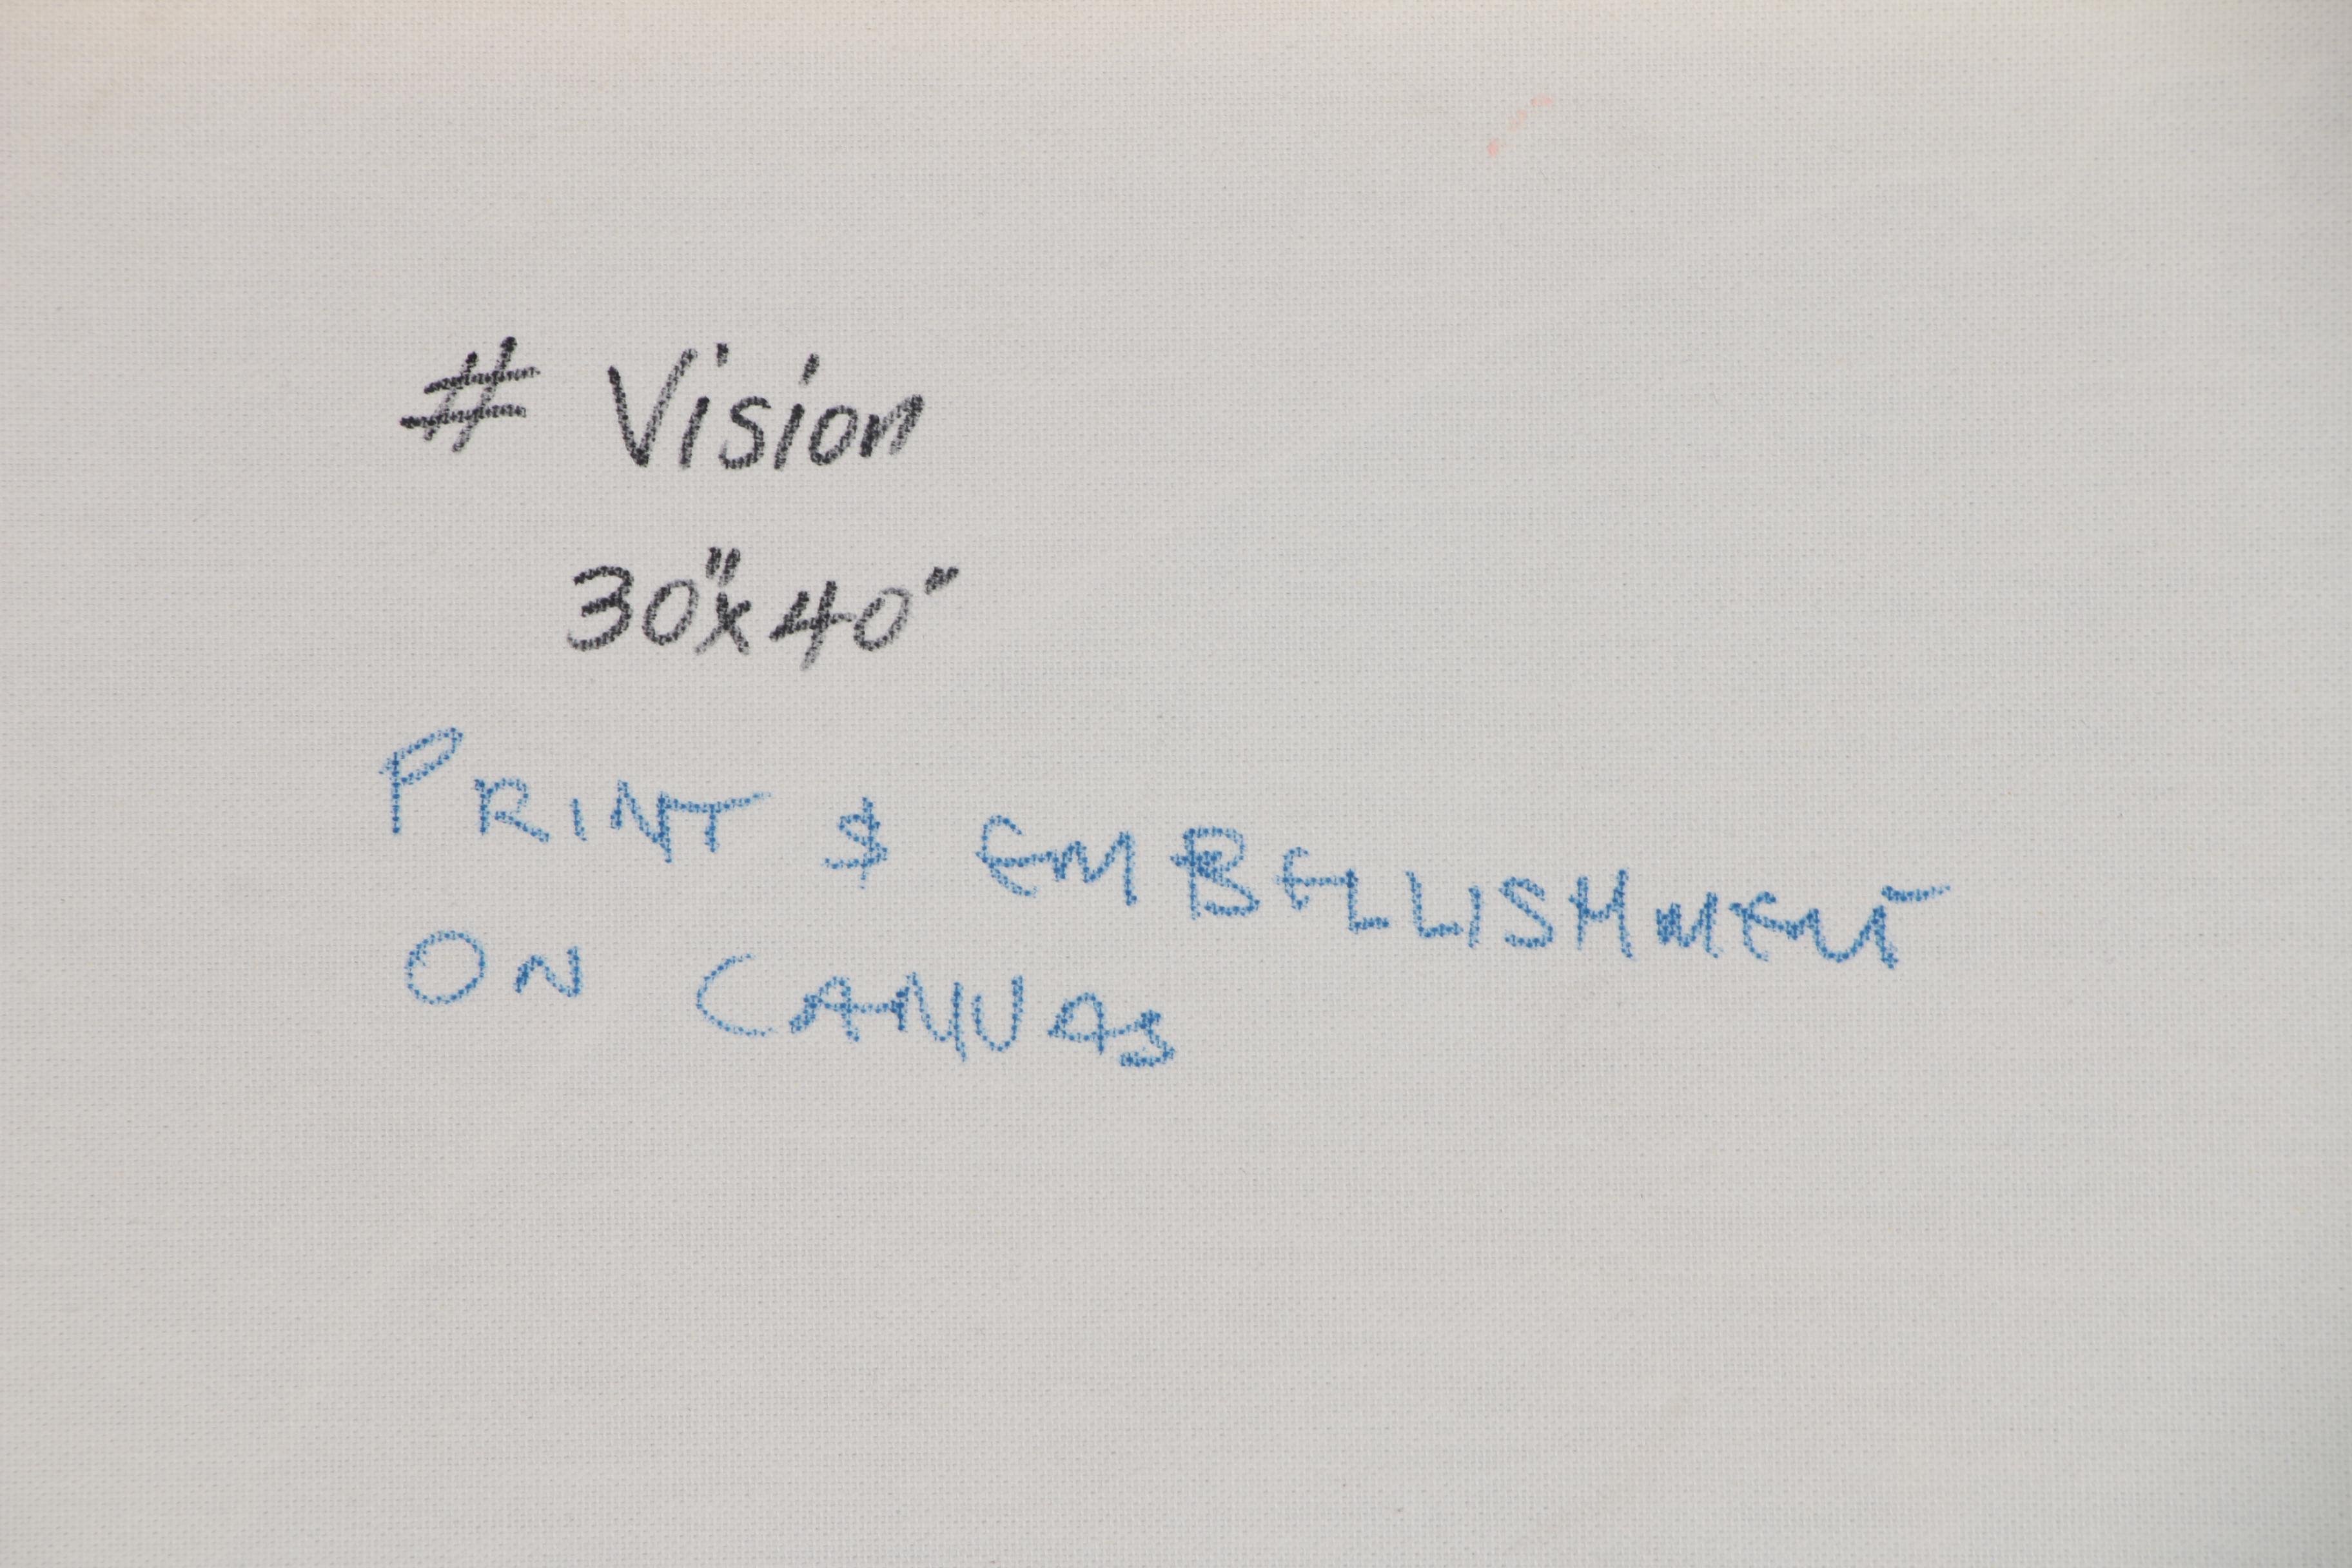 # Vision
30"x40"
PRINT & EMBELLISHMENT
ON CANVAS